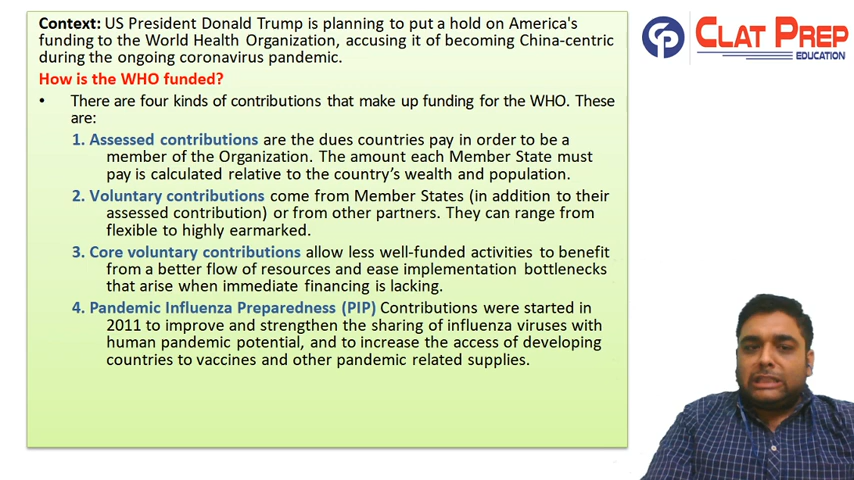 Context: US President Donald Trump is planning to put a hold on America's
funding to the World Health Organization, accusing it of becoming China-centric
during the ongoing coronavirus pandemic.
How is the WHO funded?
• There are four kinds of contributions that make up funding for the WHO. These
are:
1. Assessed contributions are the dues countries pay in order to be a
member of the Organization. The amount each Member State must
pay is calculated relative to the country's wealth and population.
2. Voluntary contributions come from Member States (in addition to their
assessed contribution) or from other partners. They can range from
flexible to highly earmarked.
3. Core voluntary contributions allow less well-funded activities to benefit
from a better flow of resources and ease implementation bottlenecks
that arise when immediate financing is lacking.
4. Pandemic Influenza Preparedness (PIP) Contributions were started in
2011 to improve and strengthen the sharing of influenza viruses with
human pandemic potential, and to increase the access of developing
countries to vaccines and other pandemic related supplies.
CLAT PREP
EDUCATION